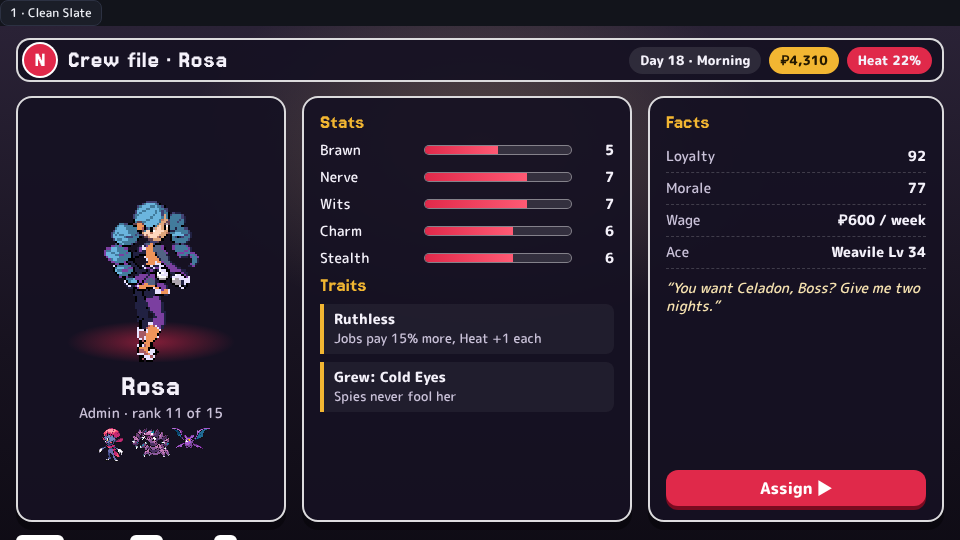 1 · Clean Slate
N
Crew file · Rosa
Day 18 · Morning
₽4,310
Heat 22%
Rosa
Admin · rank 11 of 15
Stats
Brawn 5
Nerve 7
Wits 7
Charm 6
Stealth 6
Traits
Ruthless
Jobs pay 15% more, Heat +1 each
Grew: Cold Eyes
Spies never fool her
Facts
Loyalty 92
Morale 77
Wage ₽600 / week
Ace Weavile Lv 34
“You want Celadon, Boss? Give me two
nights.”
Assign ▶